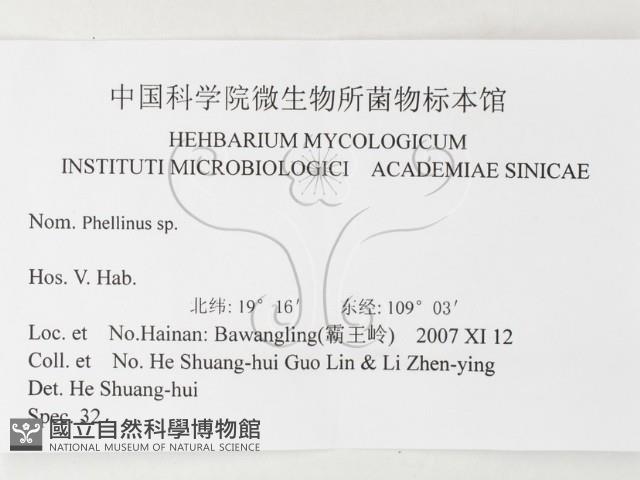 中国科学院微生物所菌物标本馆
HEHBARIUM MYCOLOGICUM
INSTITUTI MICROBIOLOGICI ACADEMIAE SINICAE
Nom. Phellinus sp.
Hos. V. Hab.
北纬: 19° 16′ 东经: 109° 03′
Loc. et No.Hainan: Bawangling(霸王岭) 2007 XI 12
Coll. et No. He Shuang-hui Guo Lin & Li Zhen-ying
Det. He Shuang-hui
Spec. 32
國立自然科學博物館
NATIONAL MUSEUM OF NATURAL SCIENCE